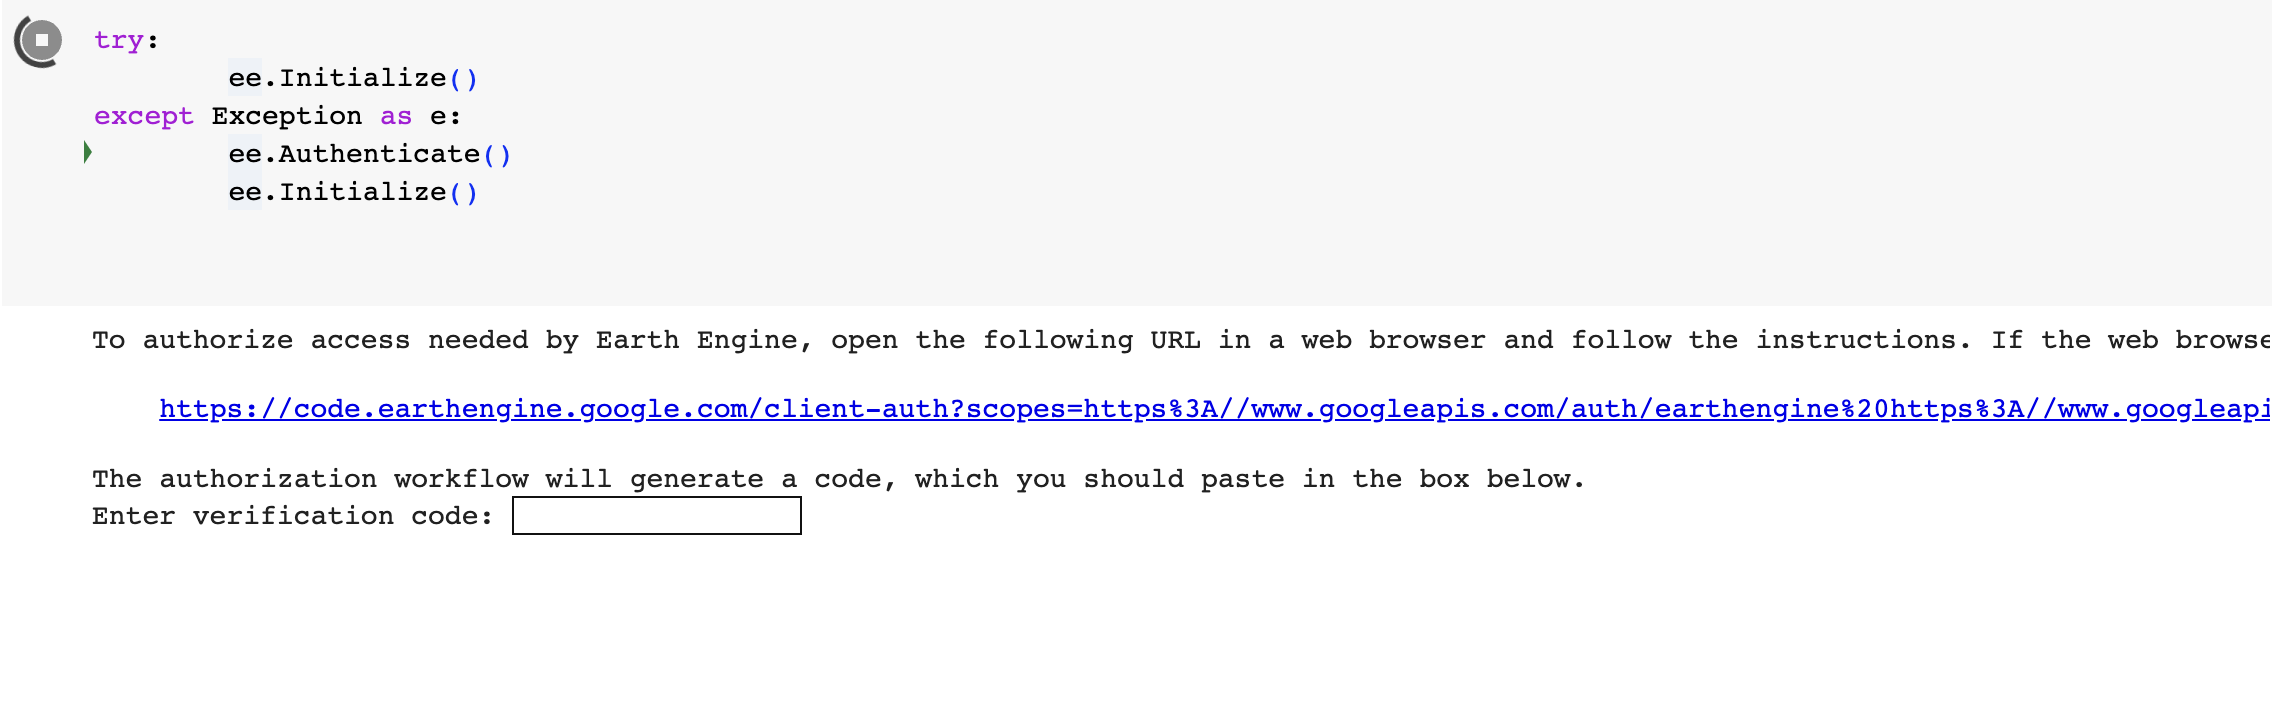 try:
ee.Initialize()
except Exception as e:
ee.Authenticate()
ee.Initialize()
To authorize access needed by Earth Engine, open the following URL in a web browser and follow the instructions. If the web browse
https://code.earthengine.google.com/client-auth?scopes=https%3A//www.googleapis.com/auth/earthengine%20https%3A//www.googleapi
The authorization workflow will generate a code, which you should paste in the box below.
Enter verification code: